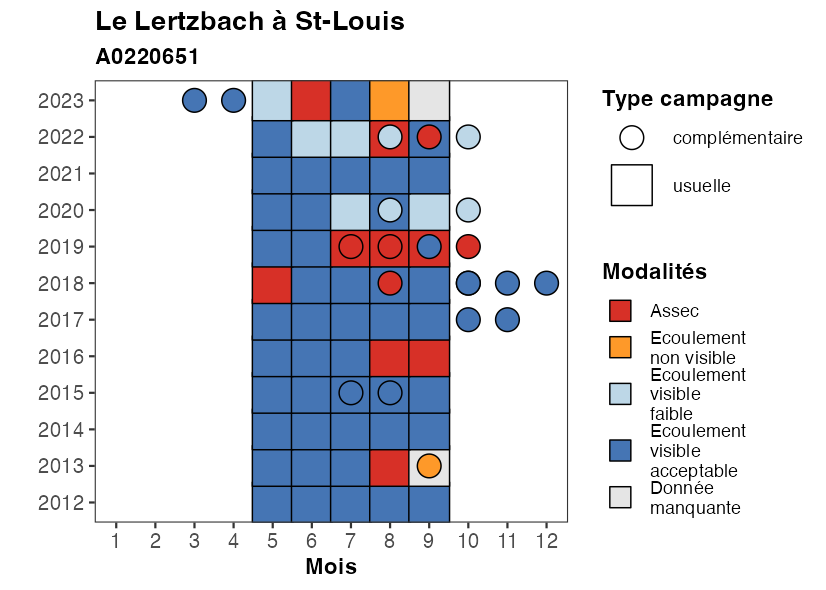 Le Lertzbach à St-Louis
A0220651
2023
2022
2021
2020
2019
2018
2017
2016
2015
2014
2013
2012
1 2 3 4 5 6 7 8 9 10 11 12
Mois
Type campagne
complémentaire
usuelle
Modalités
Assec
Ecoulement
non visible
Ecoulement
visible
faible
Ecoulement
visible
acceptable
Donnée
manquante